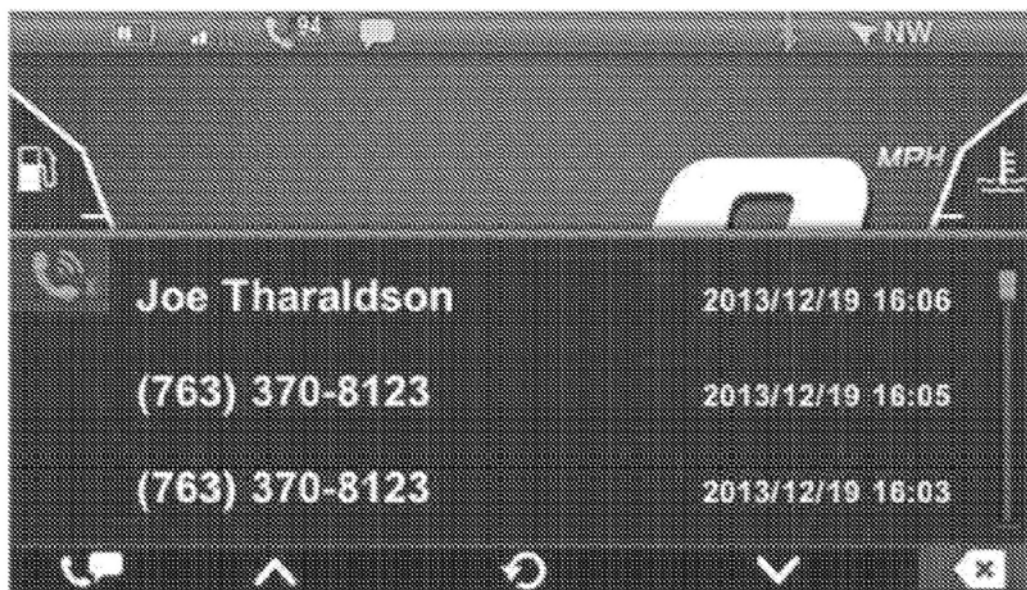 94
NW
MPH
0
Joe Tharaldson 2013/12/19 16:06
(763) 370-8123 2013/12/19 16:05
(763) 370-8123 2013/12/19 16:03